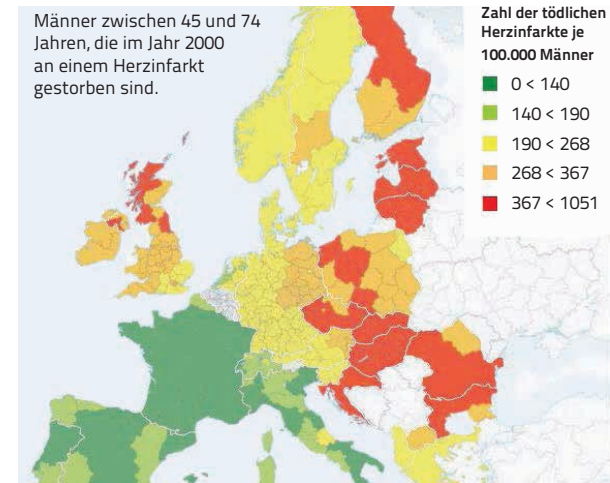 Männer zwischen 45 und 74
Jahren, die im Jahr 2000
an einem Herzinfarkt
gestorben sind.
Zahl der tödlichen
Herzinfarkte je
100.000 Männer
0 < 140
140 < 190
190 < 268
268 < 367
367 < 1051